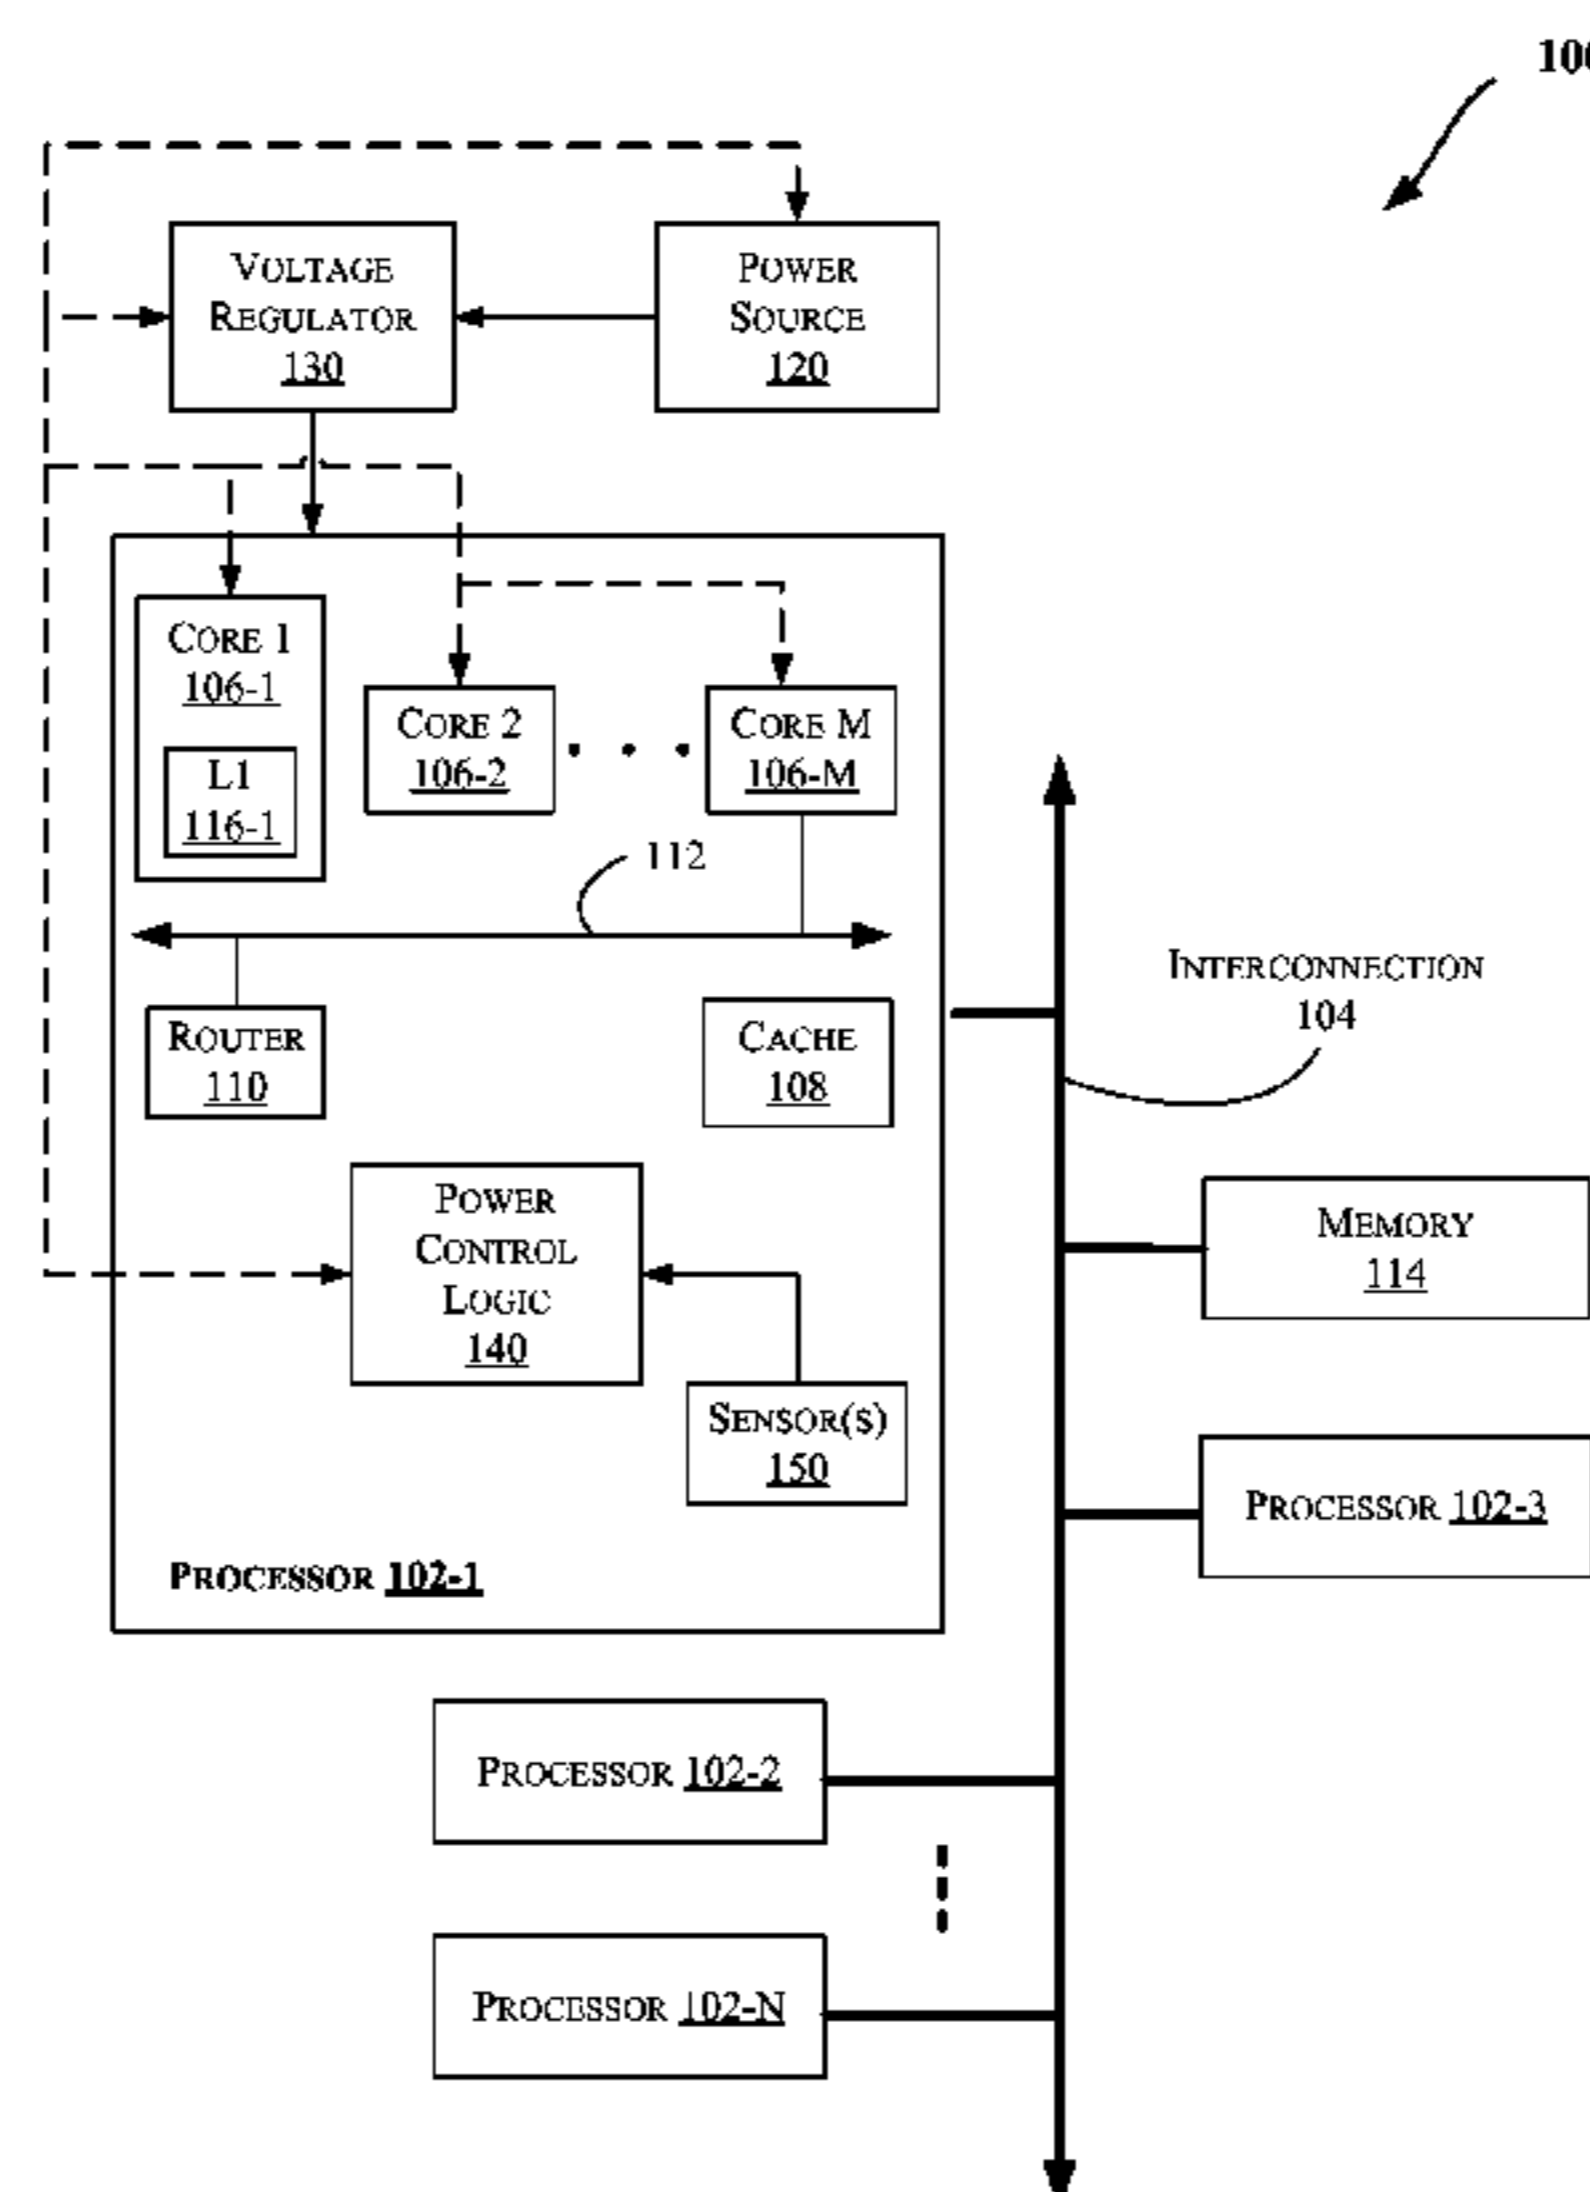 VOLTAGE
REGULATOR
130
POWER
SOURCE
120
CORE 1
106-1
L1
116-1
CORE 2
106-2
CORE M
106-M
112
ROUTER
110
CACHE
108
POWER
CONTROL
LOGIC
140
SENSOR(S)
150
PROCESSOR 102-1
INTERCONNECTION
104
MEMORY
114
PROCESSOR 102-3
PROCESSOR 102-2
PROCESSOR 102-N